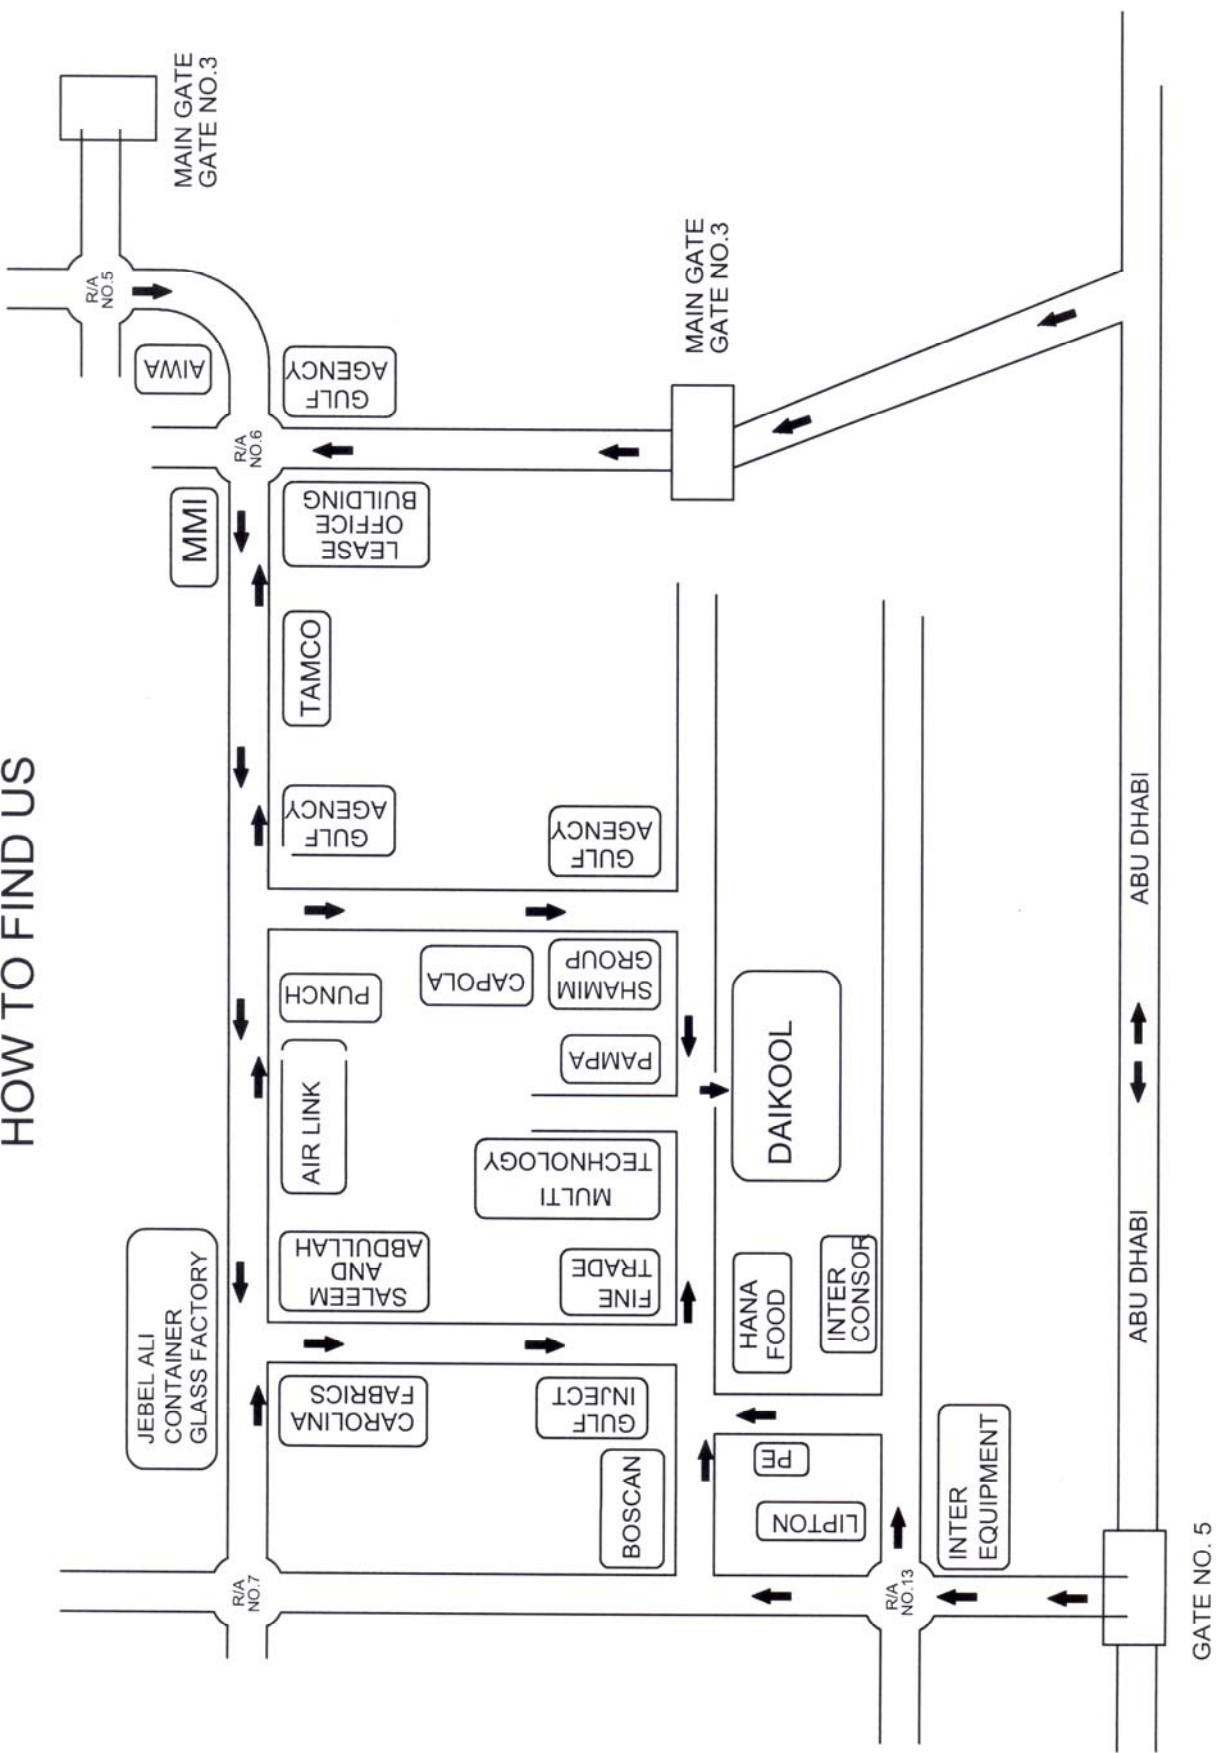 HOW TO FIND US
MAIN GATE
GATE NO.3
R/A
NO.5
AIWA
GULF
AGENCY
R/A
NO.6
MAIN GATE
GATE NO.3
MMI
LEASE
OFFICE
BUILDING
TAMCO
GULF
AGENCY
GULF
AGENCY
PUNCH
CAPOLA
SHAMIM
GROUP
AIR LINK
PAMPA
DAIKOOL
MULTI
TECHNOLOGY
JEBEL ALI
CONTAINER
GLASS FACTORY
SALEEM
AND
ABDULLAH
FINE
TRADE
HANA
FOOD
INTER
CONSOR
CAROLINA
FABRICS
GULF
INJECT
BOSCAN
PE
LIPTON
INTER
EQUIPMENT
R/A
NO.7
R/A
NO.13
ABU DHABI
ABU DHABI
GATE NO. 5